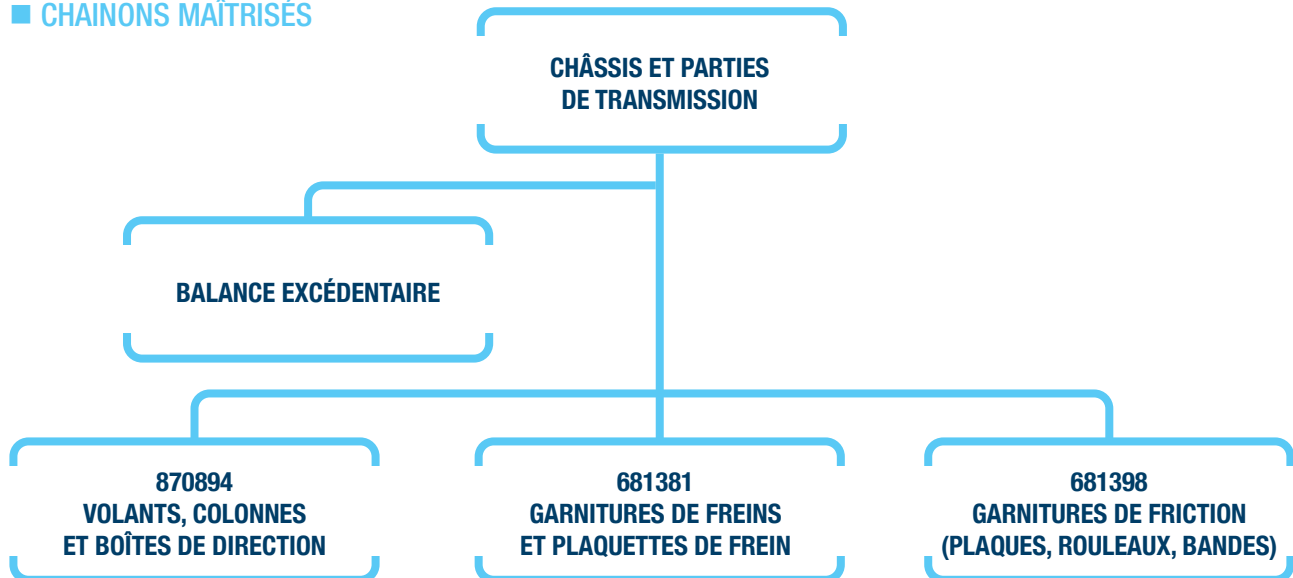 CHAINONS MAÎTRISÉS
CHÂSSIS ET PARTIES
DE TRANSMISSION
BALANCE EXCÉDENTAIRE
870894
VOLANTS, COLONNES
ET BOÎTES DE DIRECTION
681381
GARNITURES DE FREINS
ET PLAQUETTES DE FREIN
681398
GARNITURES DE FRICTION
(PLAQUES, ROULEAUX, BANDES)